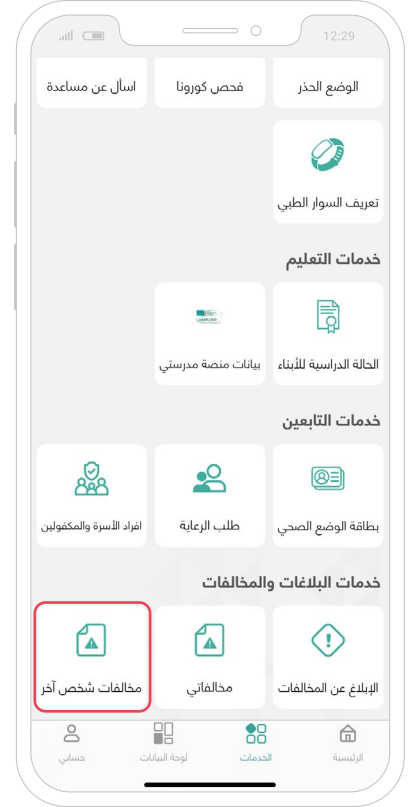 12:29
الوضع الحذر
فحص كورونا
اسأل عن مساعدة
تعريف السوار الطبي
خدمات التعليم
الحالة الدراسية للأبناء
بيانات منصة مدرستي
خدمات التابعين
بطاقة الوضع الصحي
طلب الرعاية
افراد الأسرة والمكفولين
خدمات البلاغات والمخالفات
الإبلاغ عن المخالفات
مخالفاتي
مخالفات شخص آخر
الرئيسية
الخدمات
لوحة البيانات
حسابي